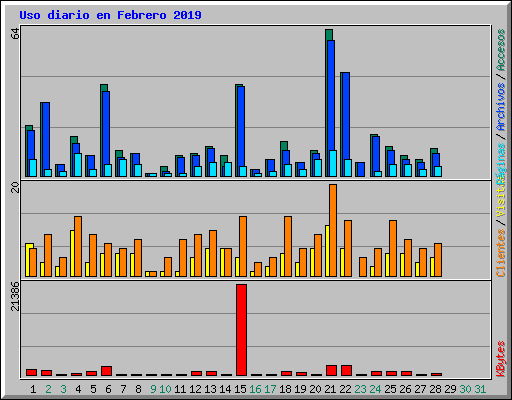 Uso diario en Febrero 2019
64
20
21386
Accesos / Archivos / Páginas
Clientes / Visitas
KBytes
1 2 3 4 5 6 7 8 9 10 11 12 13 14 15 16 17 18 19 20 21 22 23 24 25 26 27 28 29 30 31